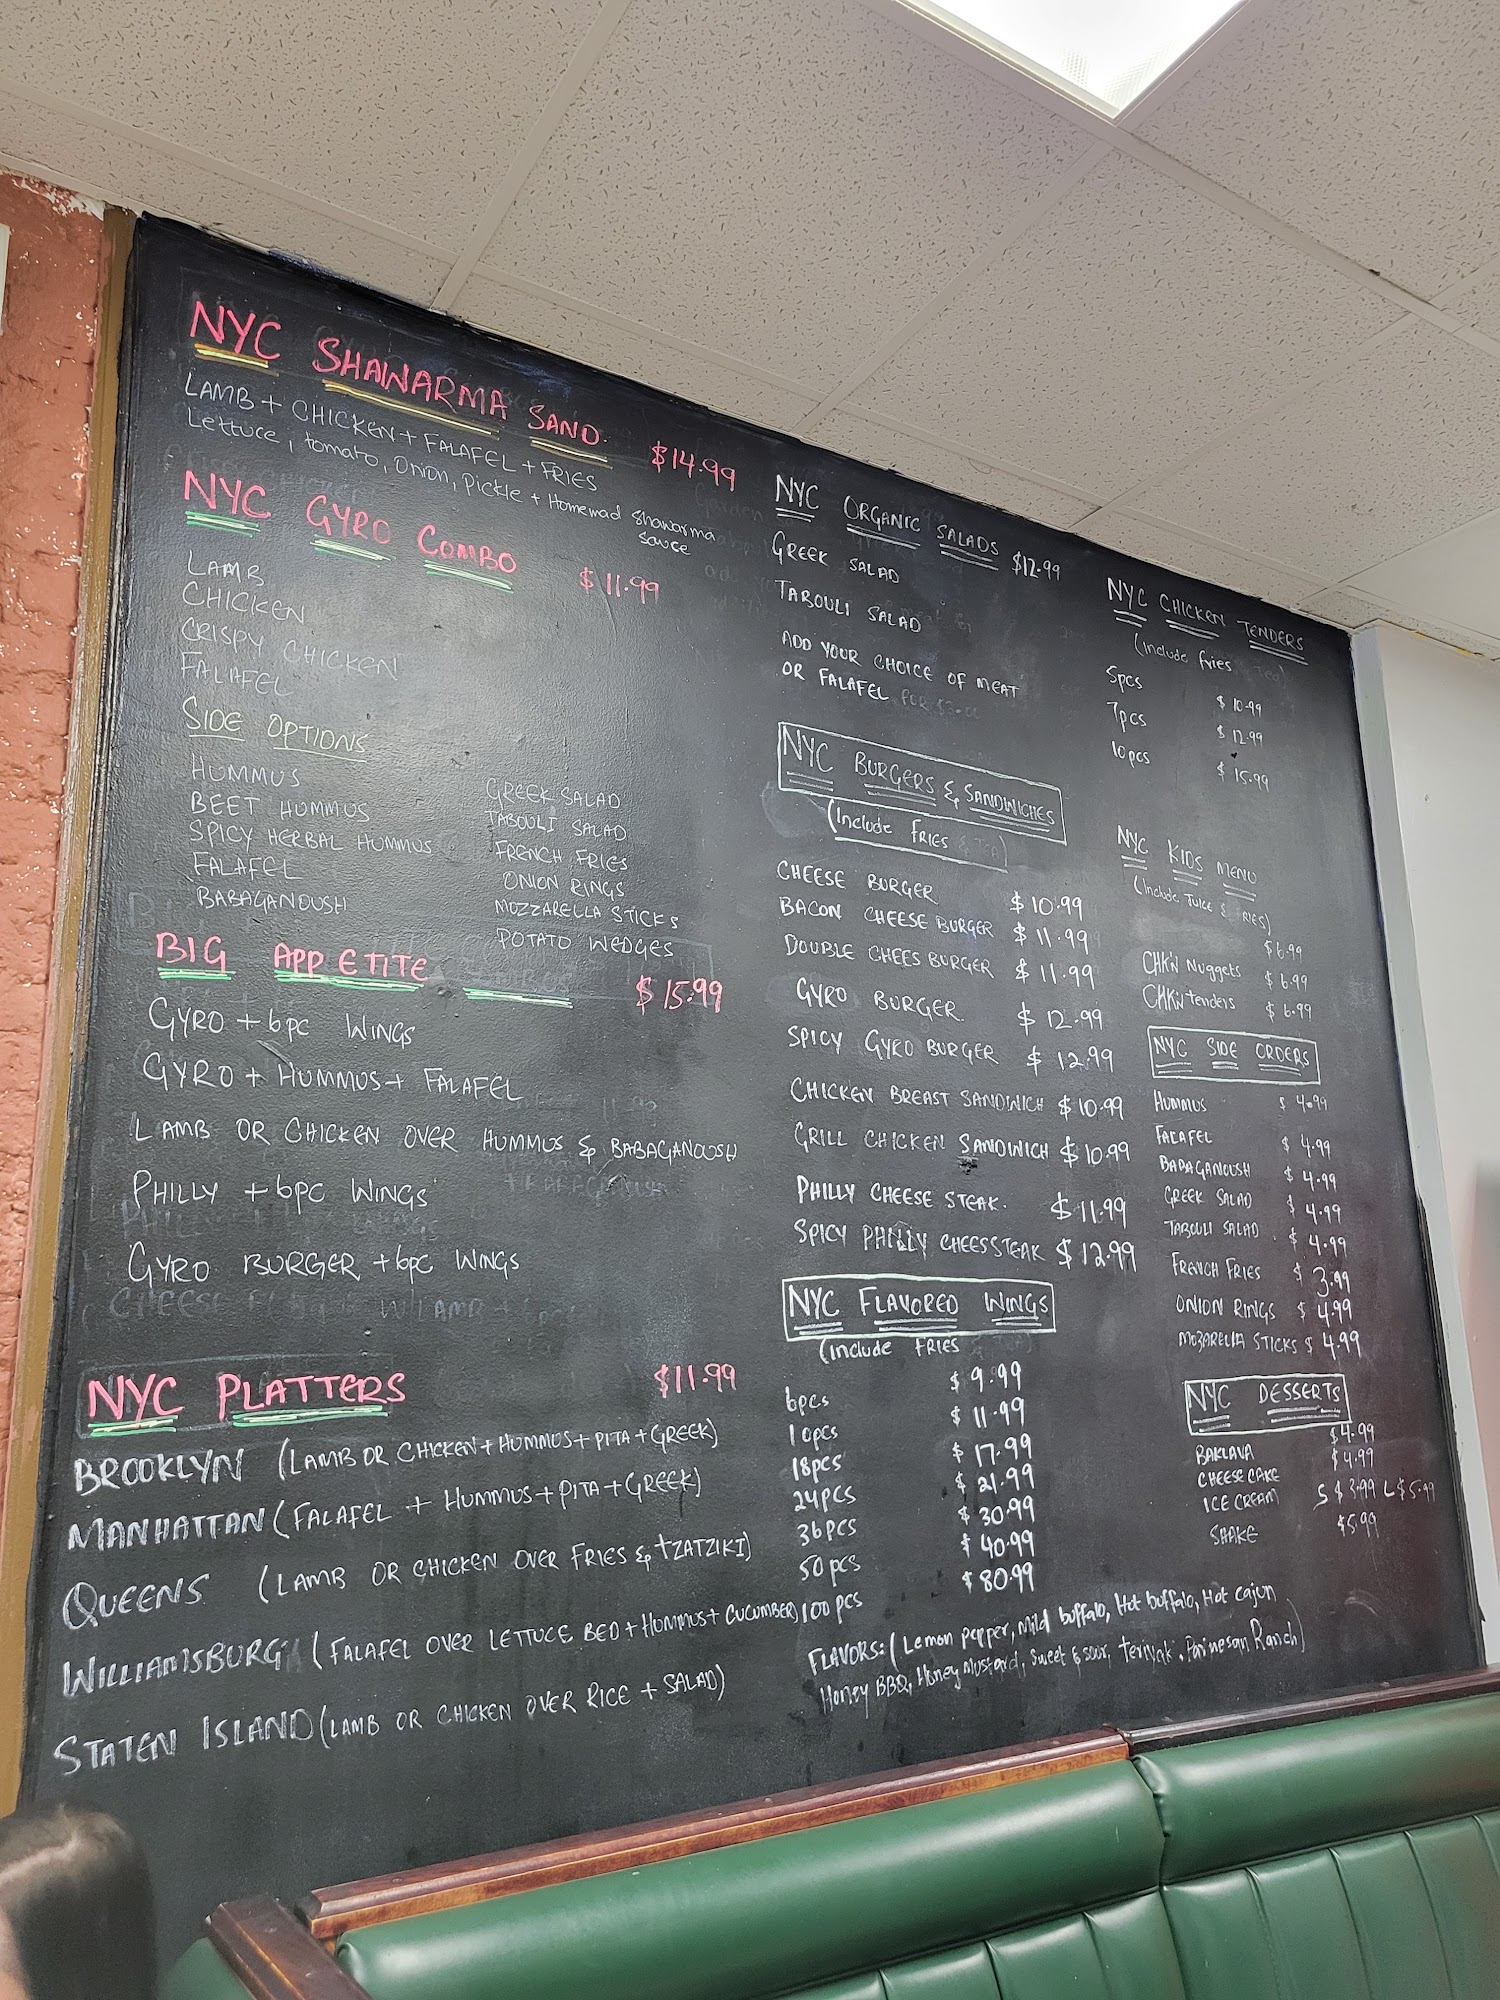 NYC SHAWARMA SAND. $14.99
LAMB + CHICKEN + FALAFEL + FRIES
Lettuce, tomato, Onion, Pickle + Homemad Shawarma
sauce
NYC GYRO COMBO $11.99
LAMB
CHICKEN
CRISPY CHICKEN
FALAFEL
SIDE OPTIONS
HUMMUS
BEET HUMMUS
SPICY HERBAL HUMMUS
FALAFEL
BABAGANOUSH
GREEK SALAD
TABOULI SALAD
FRENCH FRIES
ONION RINGS
MOZZARELLA STICKS
POTATO WEDGES
BIG APPETITE $15.99
GYRO + 6pc WINGS
GYRO + HUMMUS + FALAFEL
LAMB OR CHICKEN OVER HUMMUS & BABAGANOUSH
PHILLY + 6pc WINGS
GYRO BURGER + 6pc WINGS
NYC PLATTERS $11.99
BROOKLYN (LAMB OR CHICKEN + HUMMUS + PITA + GREEK)
MANHATTAN (FALAFEL + HUMMUS + PITA + GREEK)
QUEENS (LAMB OR CHICKEN OVER FRIES & TZATZIKI)
WILLIAMSBURG (FALAFEL OVER LETTUCE BED + HUMMUS + CUCUMBER)
STATEN ISLAND (LAMB OR CHICKEN OVER RICE + SALAD)
NYC ORGANIC SALADS $12.99
GREEK SALAD
TABOULI SALAD
ADD YOUR CHOICE OF MEAT
OR FALAFEL FOR
NYC BURGERS & SANDWICHES
(Include FRIES & TEA)
CHEESE BURGER $10.99
BACON CHEESE BURGER $11.99
DOUBLE CHEES BURGER $11.99
GYRO BURGER $12.99
SPICY GYRO BURGER $12.99
CHICKEN BREAST SANDWICH $10.99
GRILL CHICKEN SANDWICH $10.99
PHILLY CHEESE STEAK. $11.99
SPICY PHILLY CHEESSTEAK $12.99
NYC FLAVORED WINGS
(include FRIES
6pcs $9.99
10pcs $11.99
18pcs $17.99
24pcs $21.99
36pcs $30.99
50pcs $40.99
100pcs $80.99
FLAVORS: (Lemon pepper, Mild buffalo, Hot buffalo, Hot cajun
Honey BBQ, Honey Mustard, Sweet & sour, Teriyak, Parmesan, Ranch)
NYC CHICKEN TENDERS
(include fries
5pcs $10.99
7pcs $12.99
10pcs $15.99
NYC KIDS MENU
(Include Juice & FRIES)
$6.99
CHK'N Nuggets $6.99
CHK'N tenders $6.99
NYC SIDE ORDERS
HUMMUS $4.99
FALAFEL $4.99
BABAGANOUSH $4.99
GREEK SALAD $4.99
TABOULI SALAD $4.99
FRENCH FRIES $3.99
ONION RINGS $4.99
MOZARELLA STICKS $4.99
NYC DESSERTS
BAKLAVA $4.99
CHEESE CAKE $4.99
ICE CREAM S $3.99 L $5.99
SHAKE $5.99